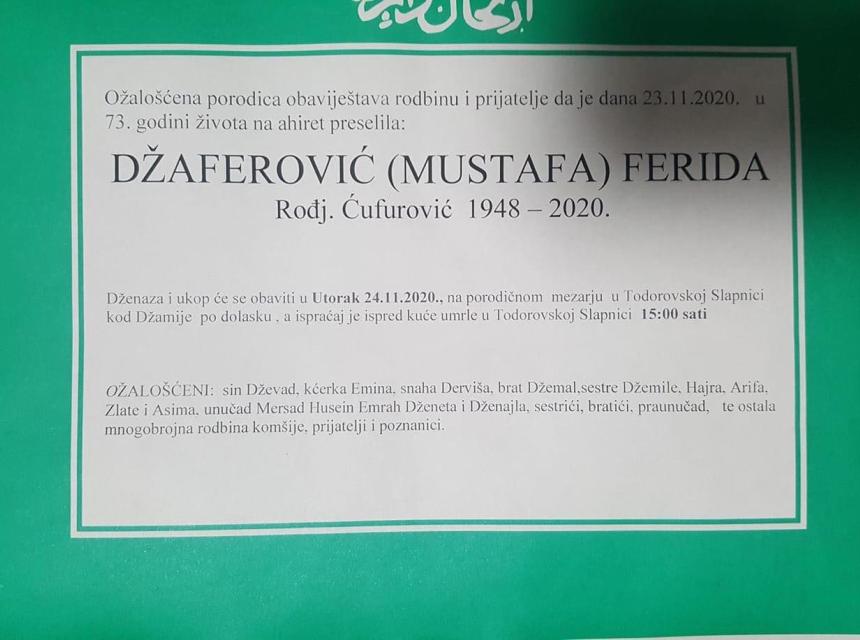 Ožalošćena porodica obaviještava rodbinu i prijatelje da je dana 23.11.2020. u
73. godini života na ahiret preselila:
DŽAFEROVIĆ (MUSTAFA) FERIDA
Rođj. Ćufurović 1948 – 2020.
Dženaza i ukop će se obaviti u Utorak 24.11.2020., na porodičnom mezarju u Todorovskoj Slapnici
kod Džamije po dolasku , a ispraćaj je ispred kuće umrle u Todorovskoj Slapnici 15:00 sati
OŽALOŠĆENI: sin Dževad, kćerka Emina, snaha Derviša, brat Džemal,sestre Džemile, Hajra, Arifa,
Zlate i Asima, unučad Mersad Husein Emrah Dženeta i Dženajla, sestrići, bratići, praunučad, te ostala
mnogobrojna rodbina komšije, prijatelji i poznanici.